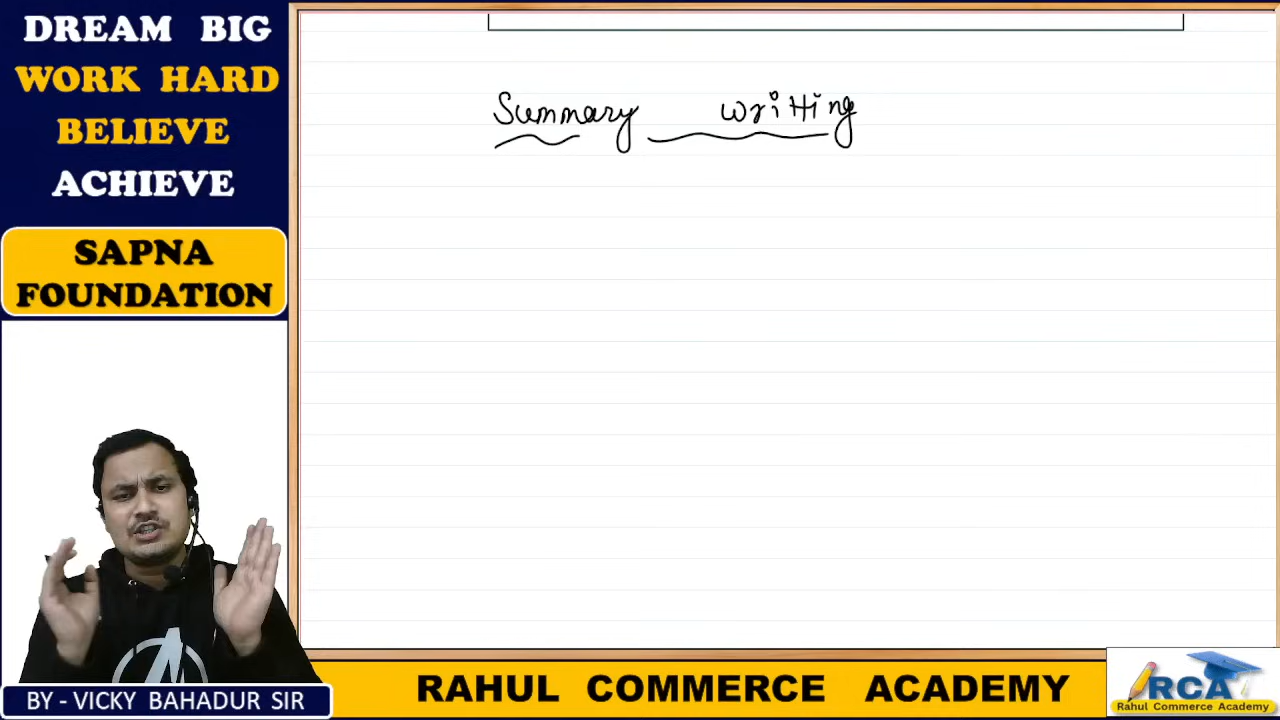 DREAM BIG
WORK HARD
BELIEVE
ACHIEVE
SAPNA
FOUNDATION
Summary writting
BY - VICKY BAHADUR SIR
RAHUL COMMERCE ACADEMY
RCA
Rahul Commerce Academy